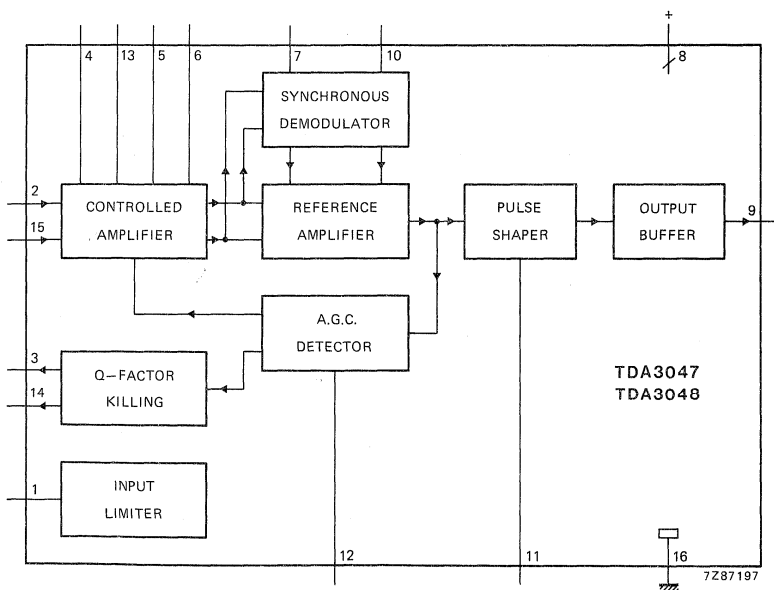 +
4 13 5 6 7 10 8
SYNCHRONOUS
DEMODULATOR
2
15
CONTROLLED
AMPLIFIER
REFERENCE
AMPLIFIER
PULSE
SHAPER
OUTPUT
BUFFER
9
A.G.C.
DETECTOR
3
14
Q–FACTOR
KILLING
TDA3047
TDA3048
1
INPUT
LIMITER
12 11 16
7Z87197